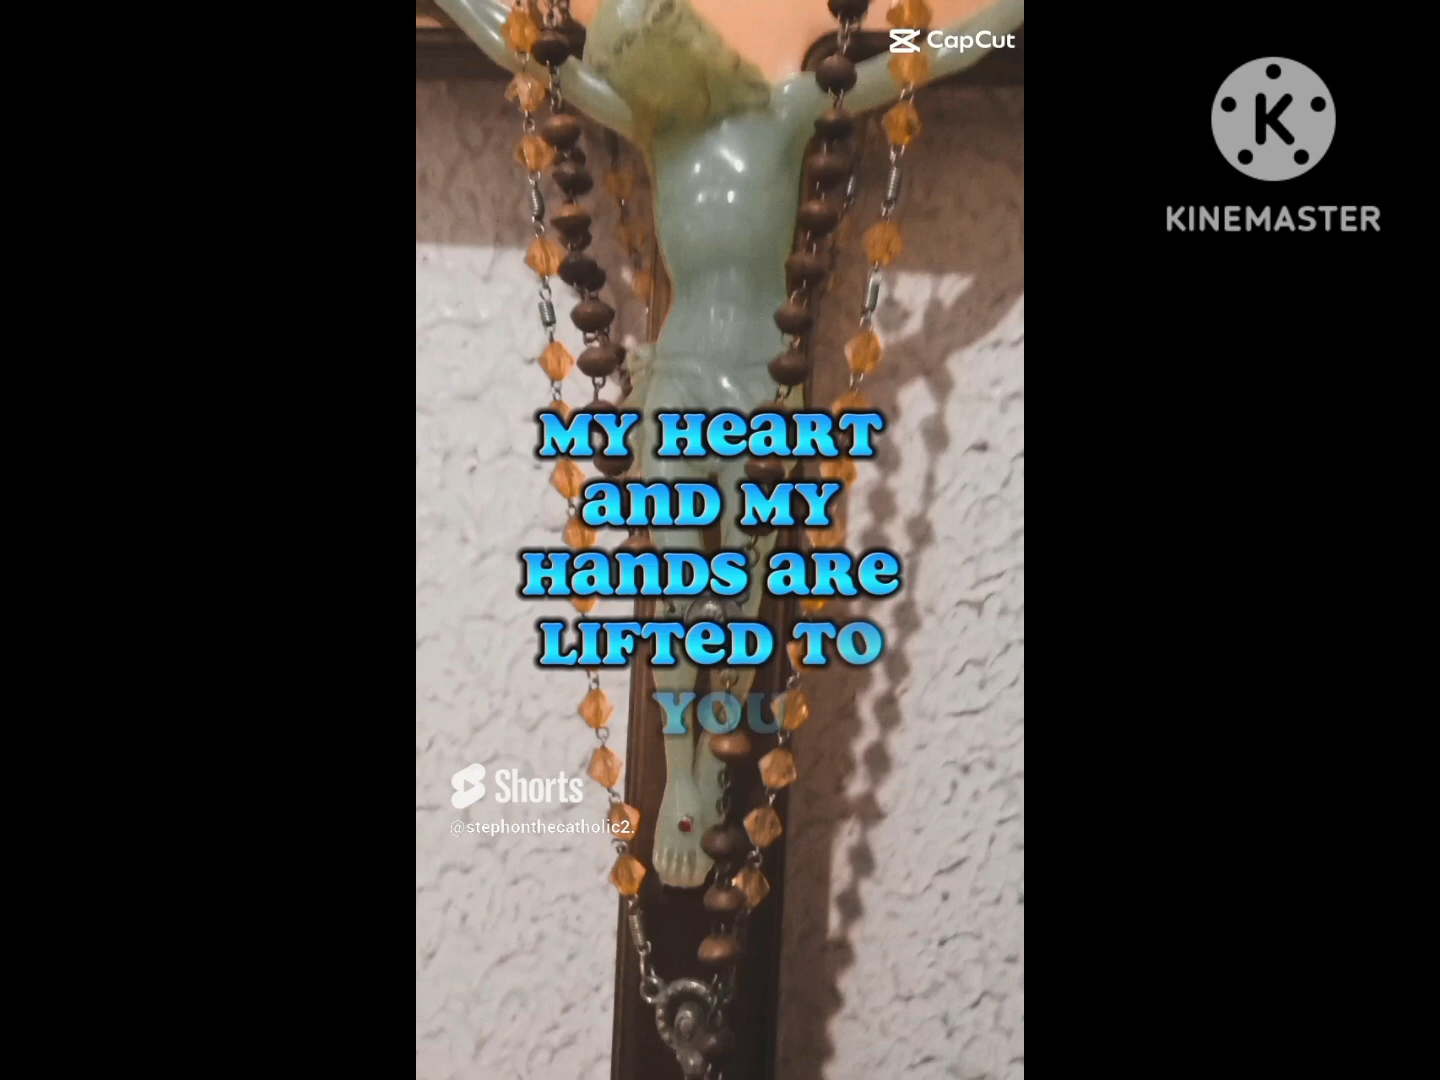 CapCut
K
KINEMASTER
MY HEART
AND MY
HANDS ARE
LIFTED TO
YOU
Shorts
@stephonthecatholic2.